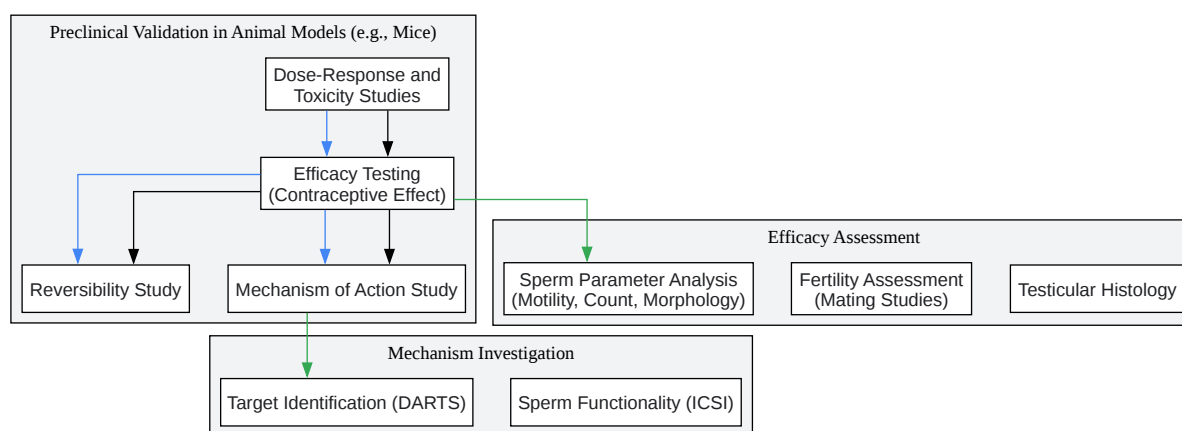 Preclinical Validation in Animal Models (e.g., Mice)
Dose-Response and
Toxicity Studies
Efficacy Testing
(Contraceptive Effect)
Reversibility Study
Mechanism of Action Study
Efficacy Assessment
Sperm Parameter Analysis
(Motility, Count, Morphology)
Fertility Assessment
(Mating Studies)
Testicular Histology
Mechanism Investigation
Target Identification (DARTS)
Sperm Functionality (ICSI)